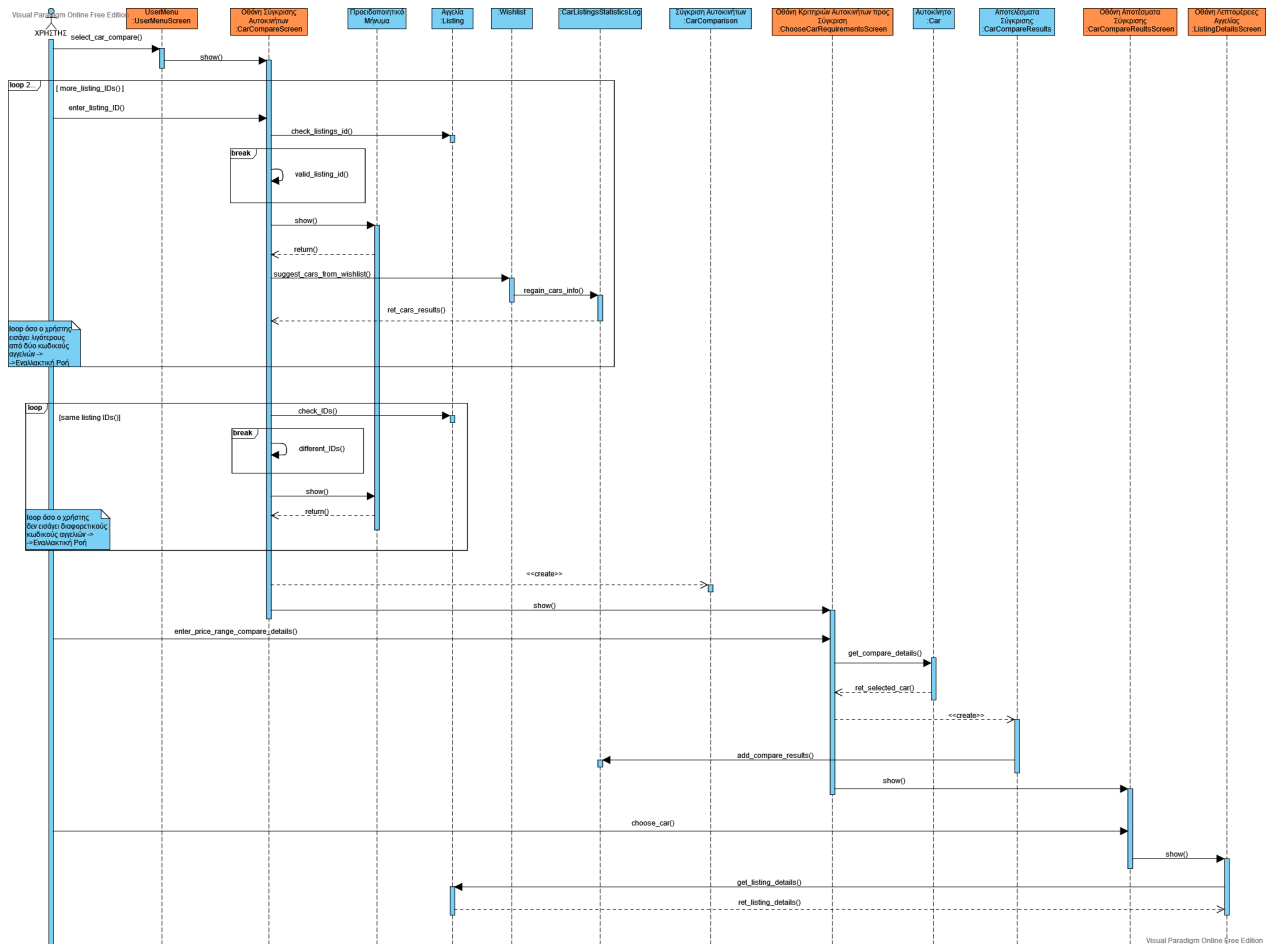 Visual Paradigm Online Free Edition
ΧΡΗΣΤΗΣ
UserMenu
:UserMenuScreen
Οθόνη Σύγκρισης
Αυτοκινήτων
:CarCompareScreen
Προειδοποιητικό
Μήνυμα
Αγγελία
:Listing
:Wishlist
:CarListingsStatisticsLog
Σύγκριση Αυτοκινήτων
:CarComparison
Οθόνη Κριτηρίων Αυτοκινήτων προς
Σύγκριση
:ChooseCarRequirementsScreen
Αυτοκίνητο
:Car
Αποτελέσματα
Σύγκρισης
:CarCompareResults
Οθόνη Αποτέσματα
Σύγκρισης
:CarCompareReultsScreen
Οθόνη Λεπτομέρειες
Αγγελίας
:ListingDetailsScreen
select_car_compare()
show()
loop 2...
[ more_listing_IDs() ]
enter_listing_ID()
check_listings_id()
break
valid_listing_id()
show()
return()
suggest_cars_from_wishlist()
regain_cars_info()
ret_cars_results()
loop όσο ο χρήστης
εισάγει λιγότερους
από δύο κωδικούς
αγγελιών ->
->Εναλλακτική Ροή
loop
[same listing IDs()]
check_IDs()
break
different_IDs()
show()
return()
loop όσο ο χρήστης
δεν εισάγει διαφορετικούς
κωδικούς αγγελιών ->
->Εναλλακτική Ροή
<<create>>
show()
enter_price_range_compare_details()
get_compare_details()
ret_selected_car()
<<create>>
add_compare_results()
show()
choose_car()
show()
get_listing_details()
ret_listing_details()
Visual Paradigm Online Free Edition